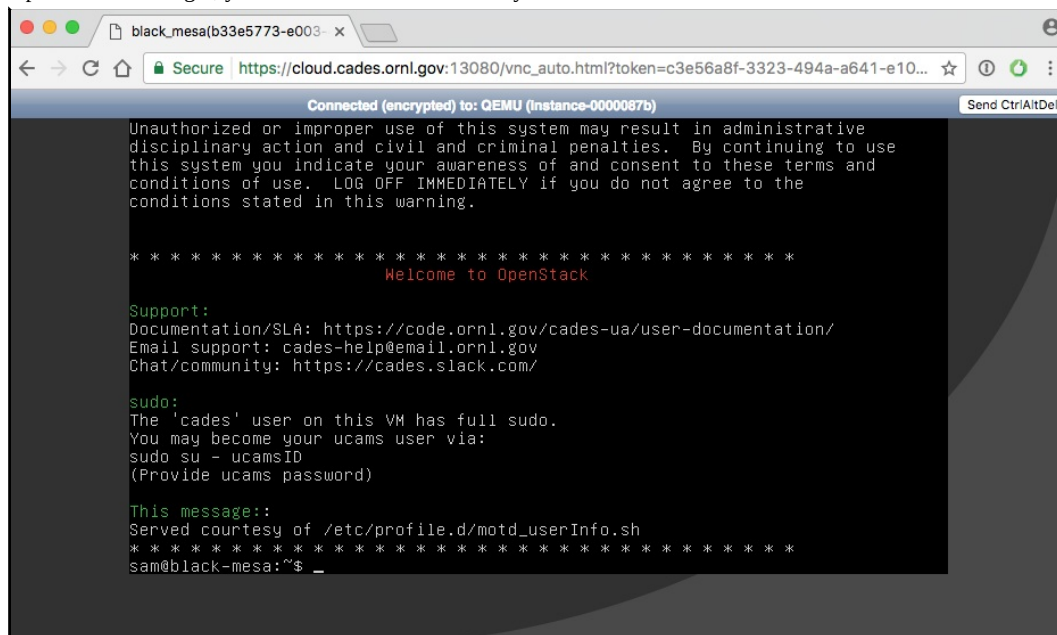 black_mesa(b33e5773-e003-
Secure https://cloud.cades.ornl.gov:13080/vnc_auto.html?token=c3e56a8f-3323-494a-a641-e10...
Connected (encrypted) to: QEMU (Instance-0000087b)
Send CtrlAltDel
Unauthorized or improper use of this system may result in administrative
disciplinary action and civil and criminal penalties. By continuing to use
this system you indicate your awareness of and consent to these terms and
conditions of use. LOG OFF IMMEDIATELY if you do not agree to the
conditions stated in this warning.
* * * * * * * * * * * * * * * * * * * * * * * * * * * * * * * * *
Welcome to OpenStack
Support:
Documentation/SLA: https://code.ornl.gov/cades-ua/user-documentation/
Email support: cades-help@email.ornl.gov
Chat/community: https://cades.slack.com/
sudo:
The 'cades' user on this VM has full sudo.
You may become your ucams user via:
sudo su - ucamsID
(Provide ucams password)
This message::
Served courtesy of /etc/profile.d/motd_userInfo.sh
* * * * * * * * * * * * * * * * * * * * * * * * * * * * * * * * *
sam@black-mesa:~$ _